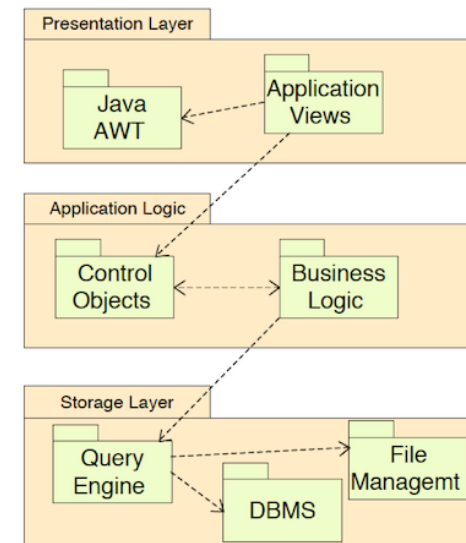 Presentation Layer
Java
AWT
Application
Views
Application Logic
Control
Objects
Business
Logic
Storage Layer
Query
Engine
DBMS
File
Managemt